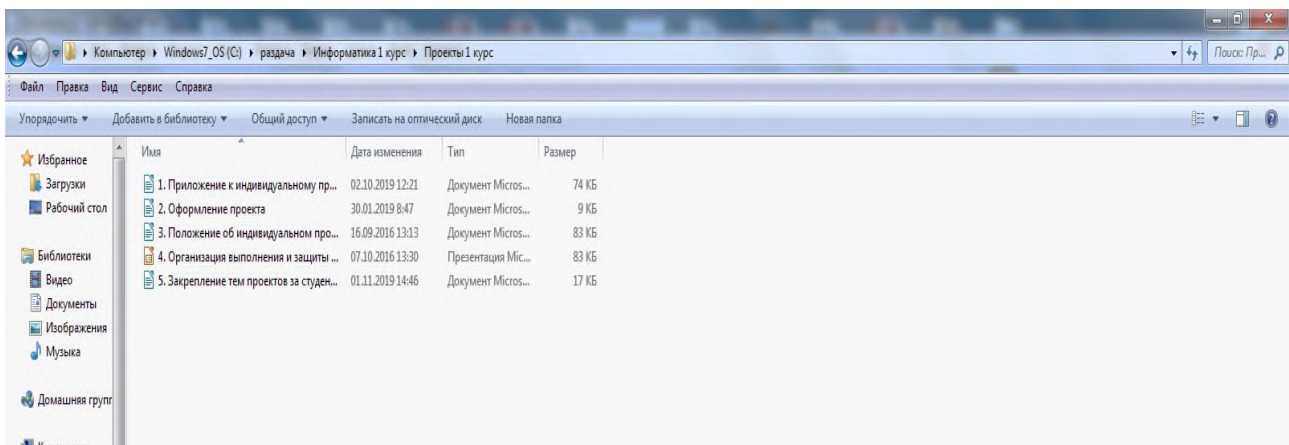 Компьютер Windows7_OS (C:) раздача Информатика 1 курс Проекты 1 курс Поиск: Пр...
Файл Правка Вид Сервис Справка
Упорядочить Добавить в библиотеку Общий доступ Записать на оптический диск Новая папка
Имя Дата изменения Тип Размер
Избранное
Загрузки
Рабочий стол
Библиотеки
Видео
Документы
Изображения
Музыка
Домашняя групп
1. Приложение к индивидуальному пр... 02.10.2019 12:21 Документ Micros... 74 КБ
2. Оформление проекта 30.01.2019 8:47 Документ Micros... 9 КБ
3. Положение об индивидуальном про... 16.09.2016 13:13 Документ Micros... 83 КБ
4. Организация выполнения и защиты ... 07.10.2016 13:30 Презентация Mic... 83 КБ
5. Закрепление тем проектов за студен... 01.11.2019 14:46 Документ Micros... 17 КБ